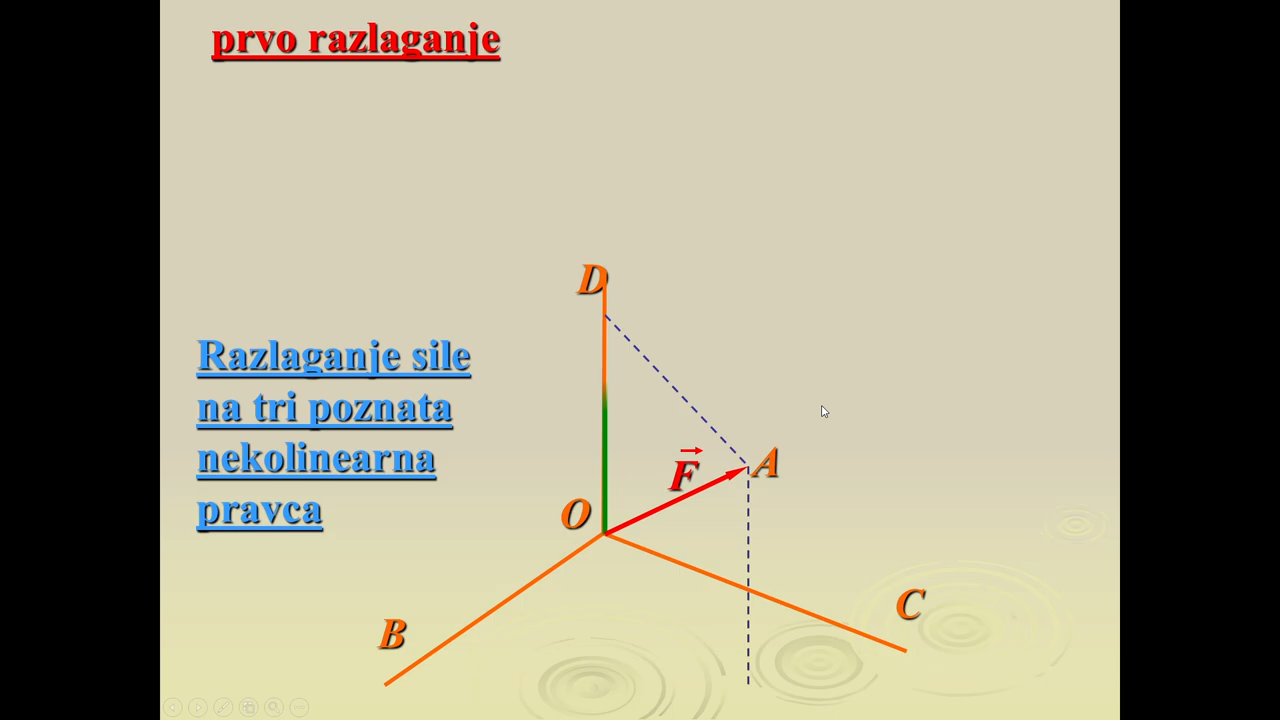 prvo razlaganje
D
Razlaganje sile
na tri poznata
nekolinearna
pravca
F
A
O
B
C